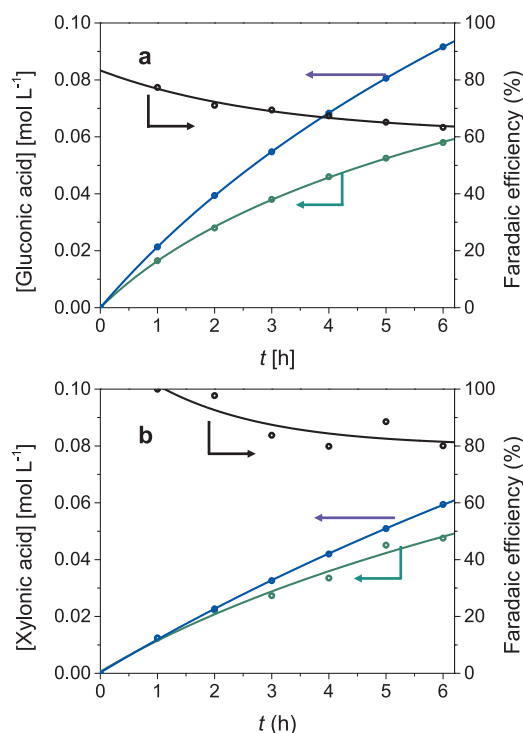 a
[Gluconic acid] [mol L⁻¹]
0.10
0.08
0.06
0.04
0.02
0.00
Faradaic efficiency (%)
100
80
60
40
20
0
0 1 2 3 4 5 6
t [h]
b
[Xylonic acid] [mol L⁻¹]
0.10
0.08
0.06
0.04
0.02
0.00
Faradaic efficiency (%)
100
80
60
40
20
0
0 1 2 3 4 5 6
t (h)